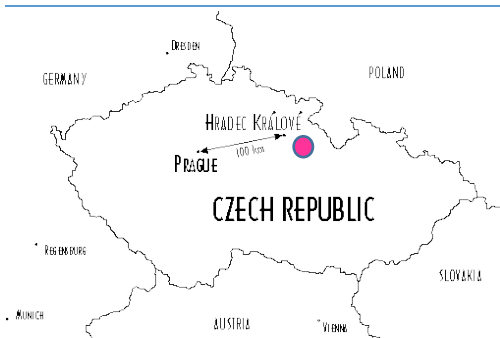 DRESDEN
GERMANY
POLAND
HRADEC KRÁLOVÉ
100 km
PRAGUE
CZECH REPUBLIC
REGENSBURG
SLOVAKIA
MUNICH
AUSTRIA
VIENNA